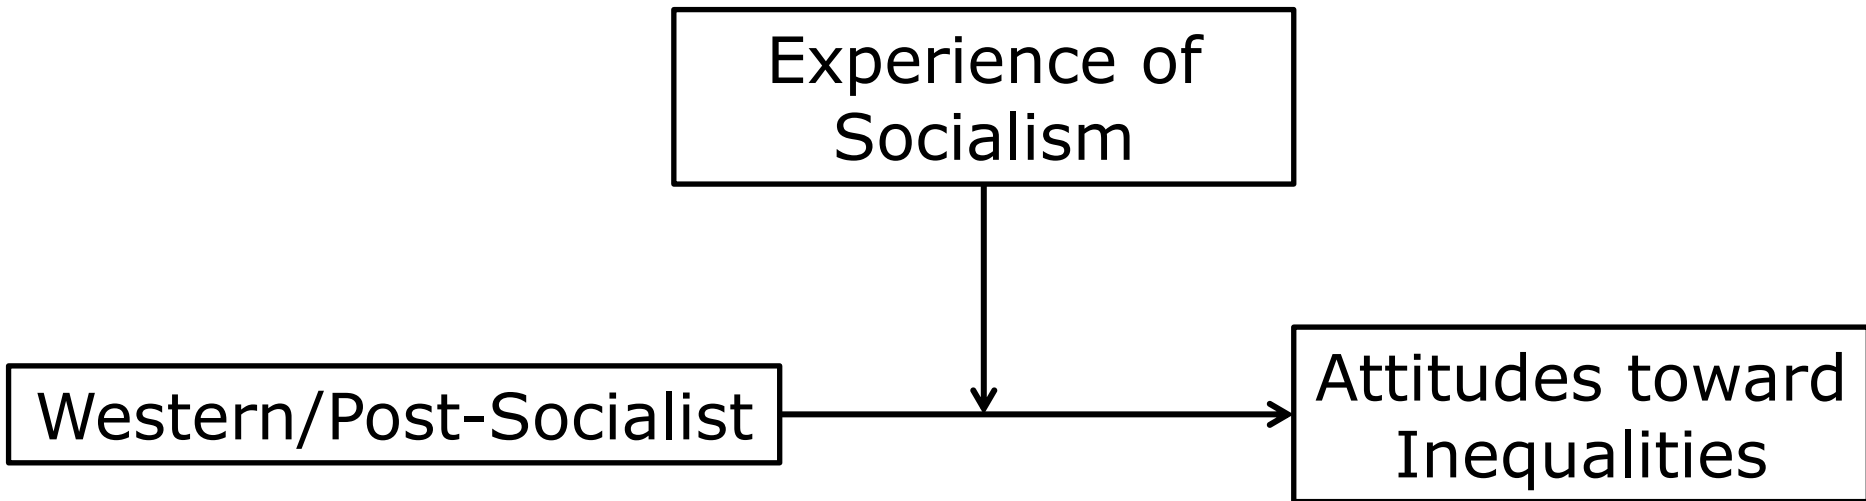 Experience of
Socialism
Western/Post-Socialist
Attitudes toward
Inequalities